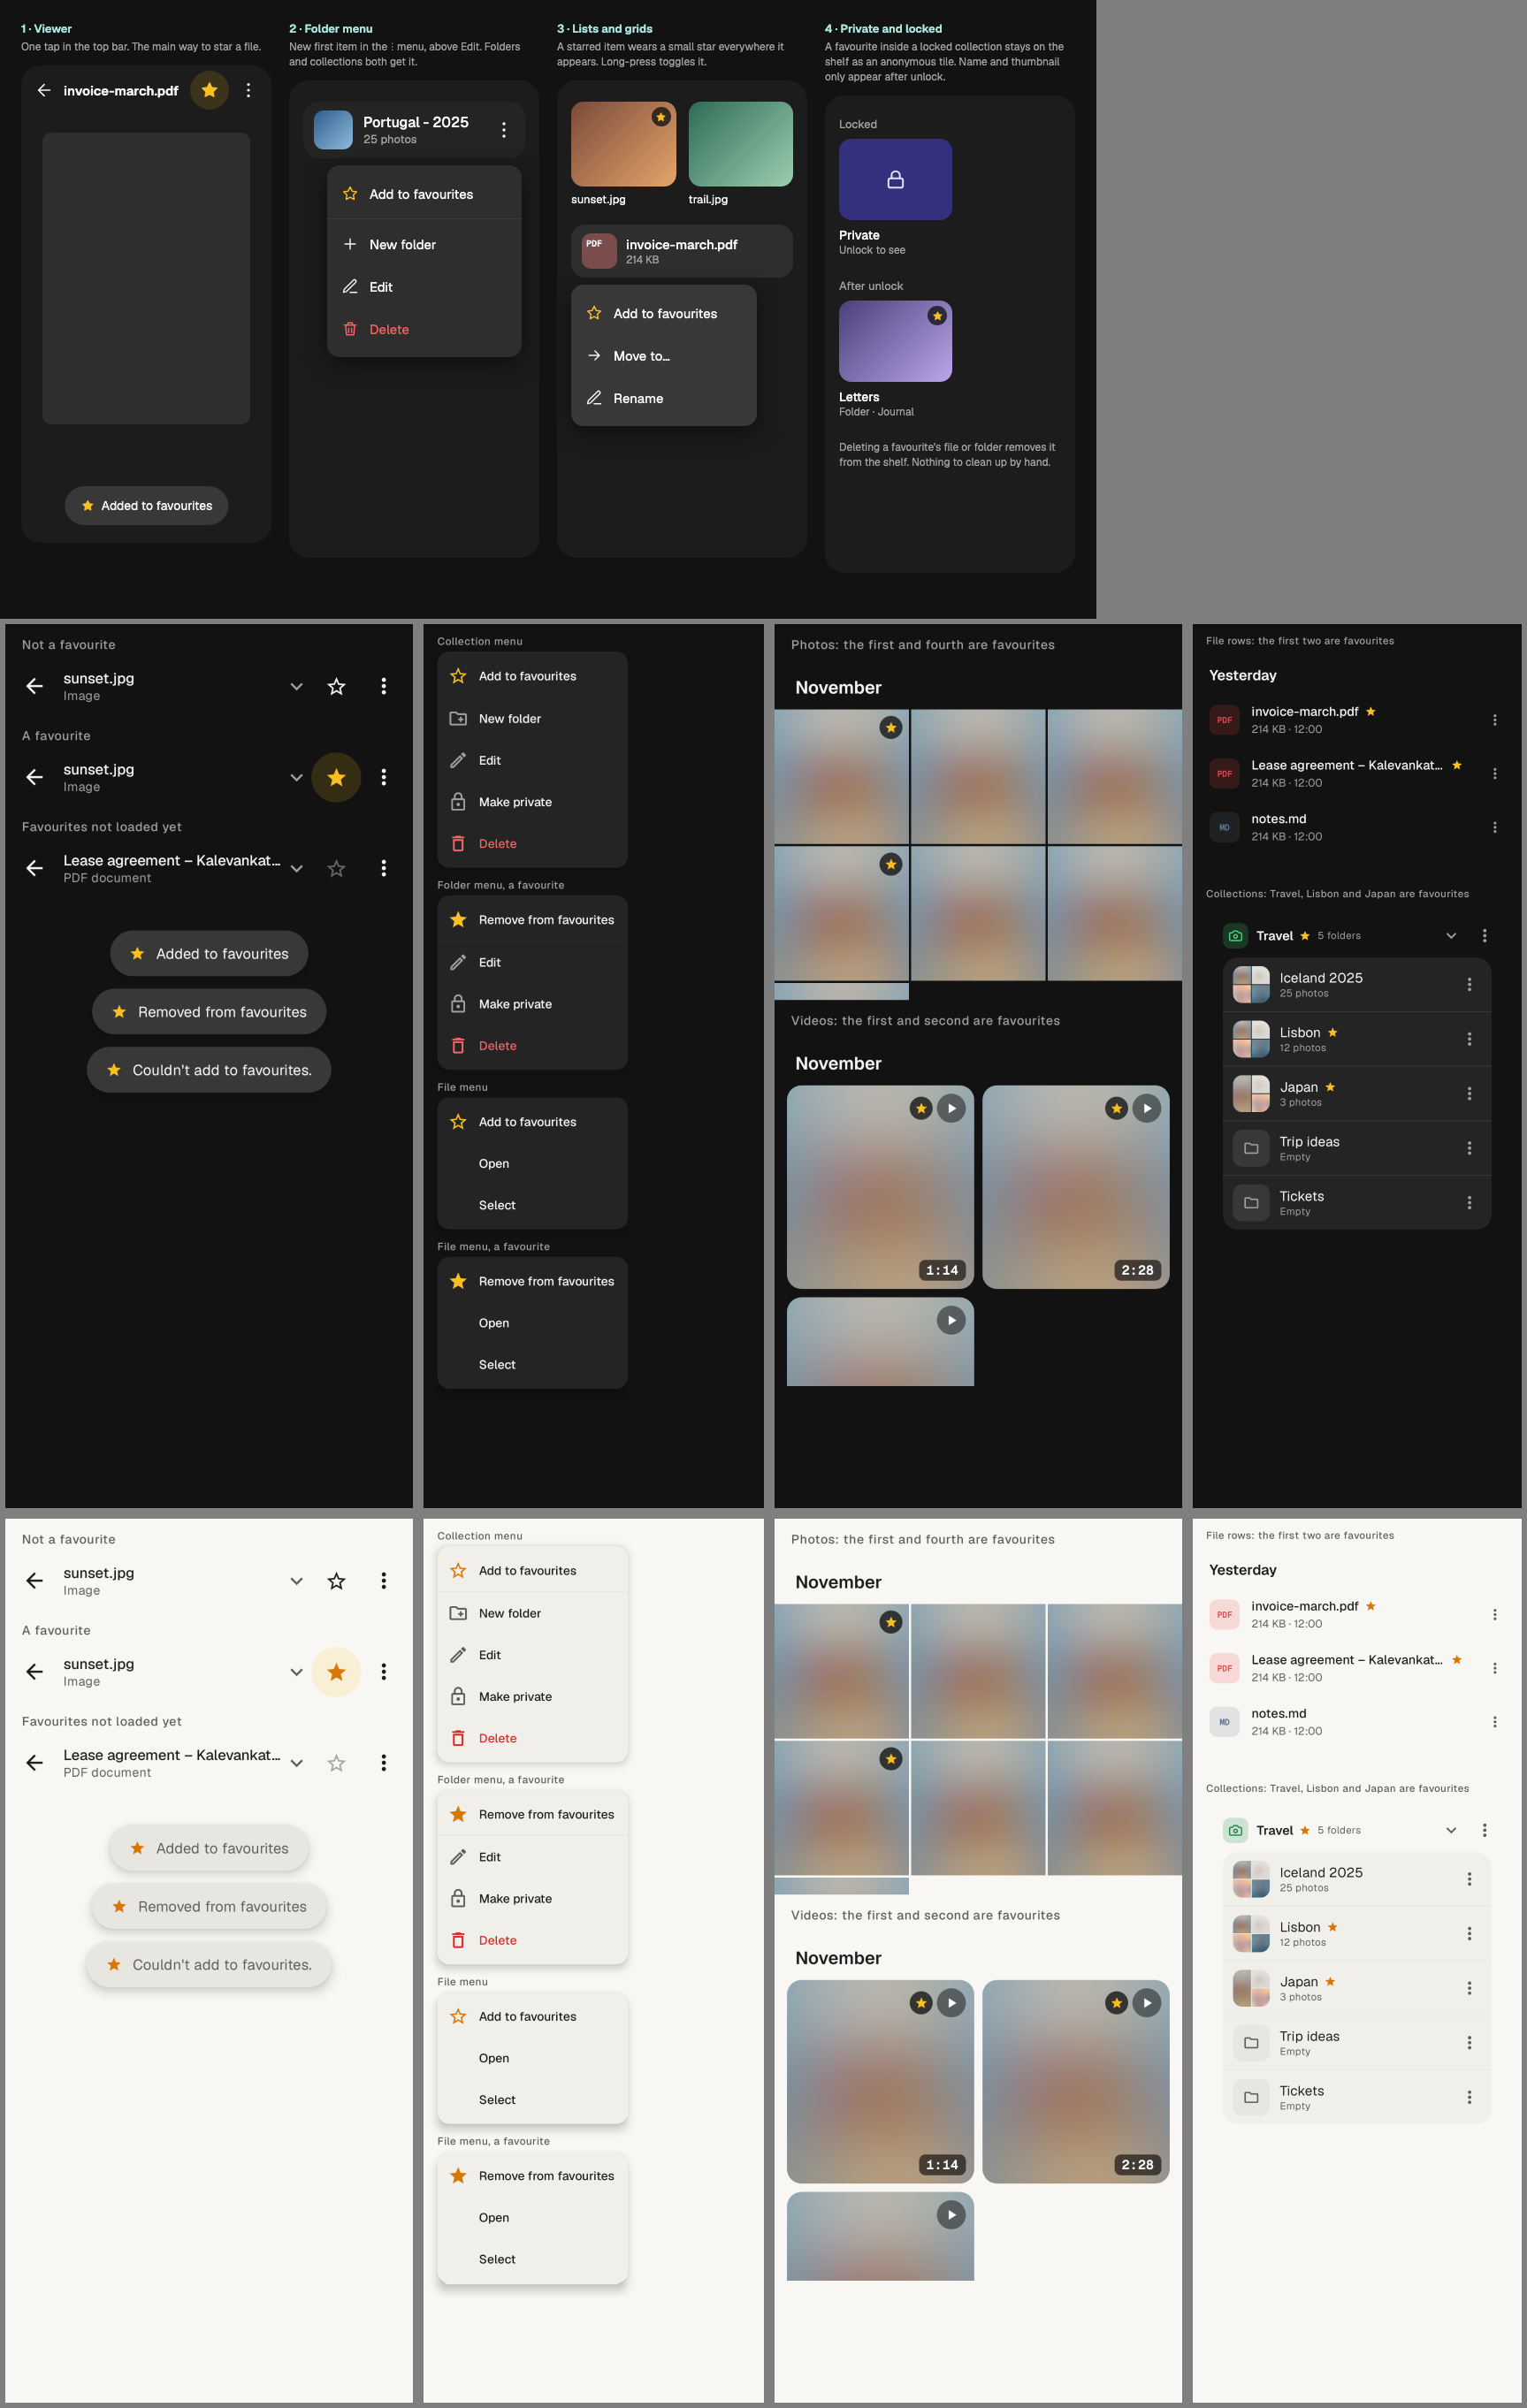 1 · Viewer
One tap in the top bar. The main way to star a file.
invoice-march.pdf
Added to favourites
2 · Folder menu
New first item in the ⋮ menu, above Edit. Folders
and collections both get it.
Portugal - 2025
25 photos
Add to favourites
New folder
Edit
Delete
3 · Lists and grids
A starred item wears a small star everywhere it
appears. Long-press toggles it.
sunset.jpg
trail.jpg
PDF
invoice-march.pdf
214 KB
Add to favourites
Move to...
Rename
4 · Private and locked
A favourite inside a locked collection stays on the
shelf as an anonymous tile. Name and thumbnail
only appear after unlock.
Locked
Private
Unlock to see
After unlock
Letters
Folder · Journal
Deleting a favourite's file or folder removes it
from the shelf. Nothing to clean up by hand.
Not a favourite
sunset.jpg
Image
A favourite
sunset.jpg
Image
Favourites not loaded yet
Lease agreement – Kalevankat...
PDF document
Added to favourites
Removed from favourites
Couldn't add to favourites.
Collection menu
Add to favourites
New folder
Edit
Make private
Delete
Folder menu, a favourite
Remove from favourites
Edit
Make private
Delete
File menu
Add to favourites
Open
Select
File menu, a favourite
Remove from favourites
Open
Select
Photos: the first and fourth are favourites
November
Videos: the first and second are favourites
November
1:14
2:28
File rows: the first two are favourites
Yesterday
PDF
invoice-march.pdf
214 KB · 12:00
PDF
Lease agreement – Kalevankat...
214 KB · 12:00
MD
notes.md
214 KB · 12:00
Collections: Travel, Lisbon and Japan are favourites
Travel
5 folders
Iceland 2025
25 photos
Lisbon
12 photos
Japan
3 photos
Trip ideas
Empty
Tickets
Empty
Not a favourite
sunset.jpg
Image
A favourite
sunset.jpg
Image
Favourites not loaded yet
Lease agreement – Kalevankat...
PDF document
Added to favourites
Removed from favourites
Couldn't add to favourites.
Collection menu
Add to favourites
New folder
Edit
Make private
Delete
Folder menu, a favourite
Remove from favourites
Edit
Make private
Delete
File menu
Add to favourites
Open
Select
File menu, a favourite
Remove from favourites
Open
Select
Photos: the first and fourth are favourites
November
Videos: the first and second are favourites
November
1:14
2:28
File rows: the first two are favourites
Yesterday
PDF
invoice-march.pdf
214 KB · 12:00
PDF
Lease agreement – Kalevankat...
214 KB · 12:00
MD
notes.md
214 KB · 12:00
Collections: Travel, Lisbon and Japan are favourites
Travel
5 folders
Iceland 2025
25 photos
Lisbon
12 photos
Japan
3 photos
Trip ideas
Empty
Tickets
Empty